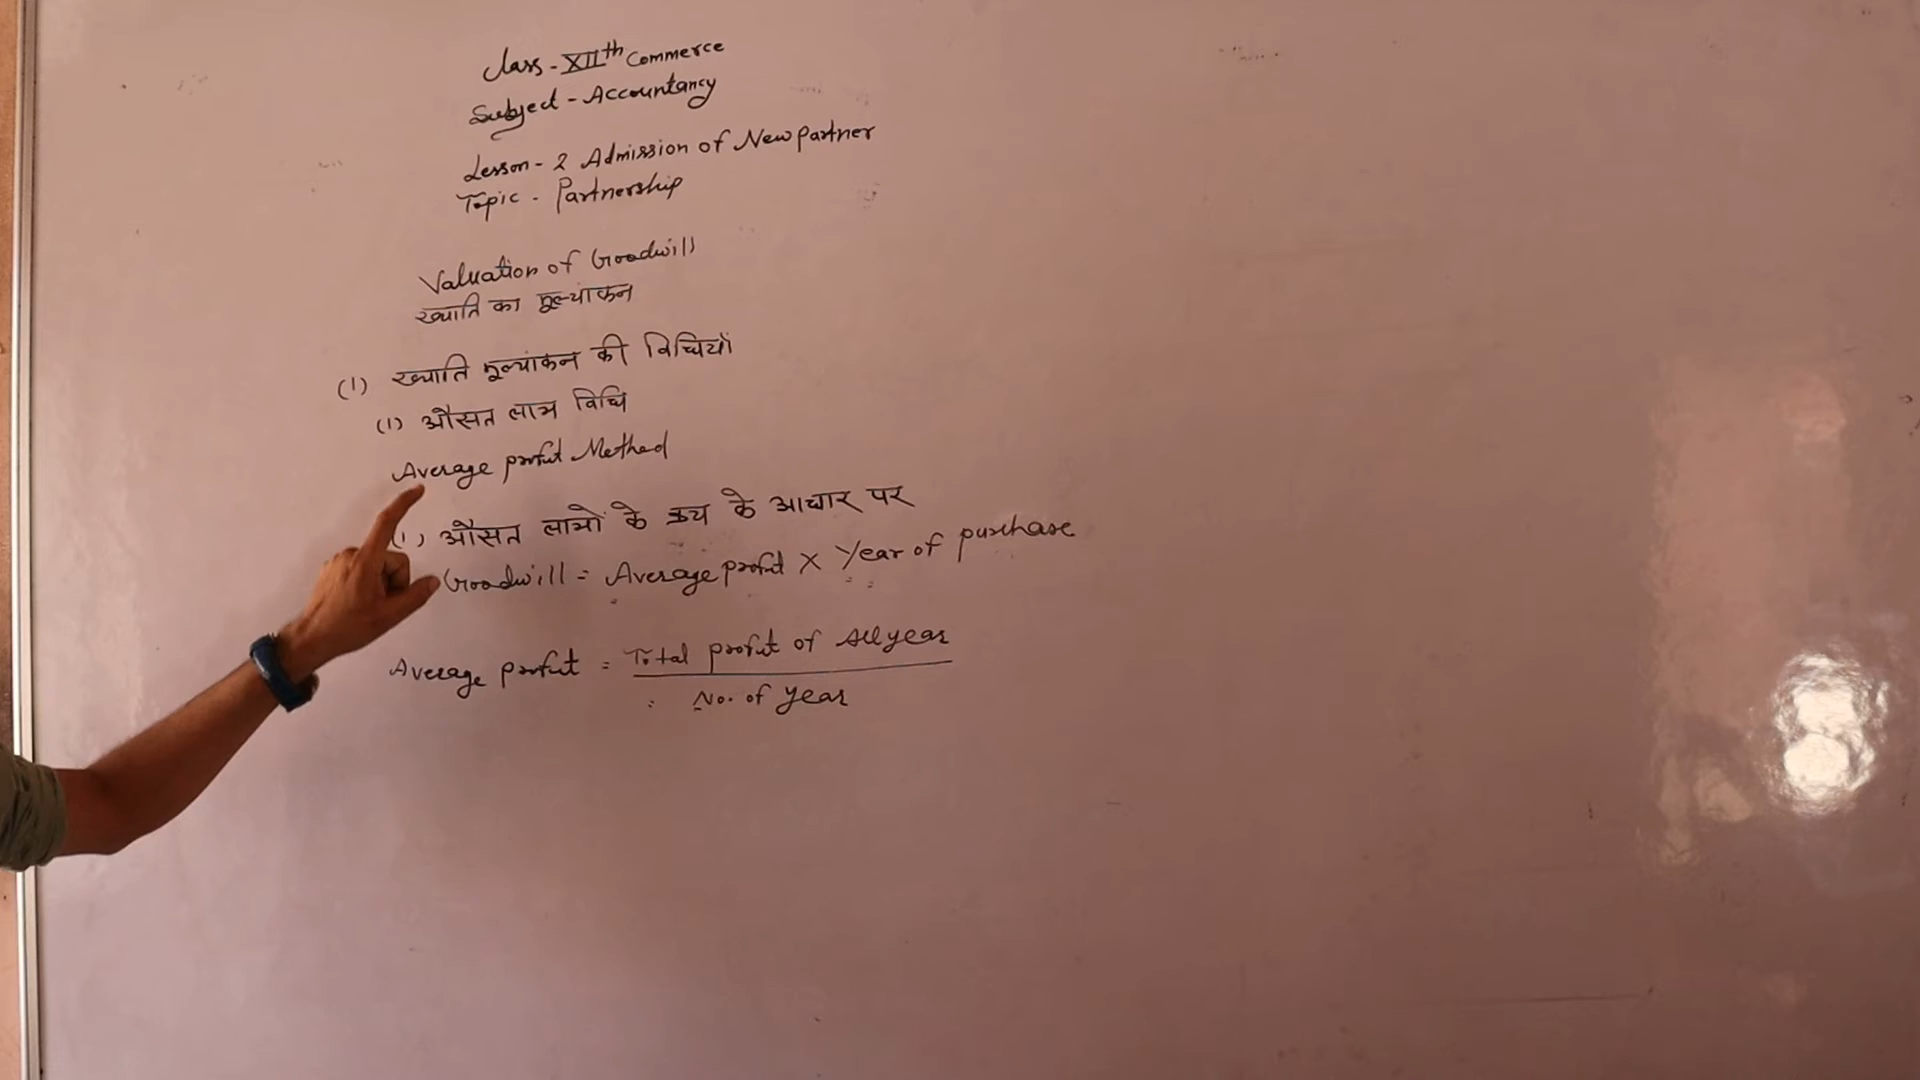 Class - XIIth Commerce
Subject - Accountancy
Lesson - 2 Admission of New Partner
Topic - Partnership
Valuation of Goodwill
ख्याति का मूल्यांकन
(1) ख्याति मूल्यांकन की विधियाँ
(1) औसत लाभ विधि
Average profit Method
(1) औसत लाभों के क्रय के आधार पर
Goodwill = Average profit X Year of purchase
Average profit = Total profit of All year
No. of year